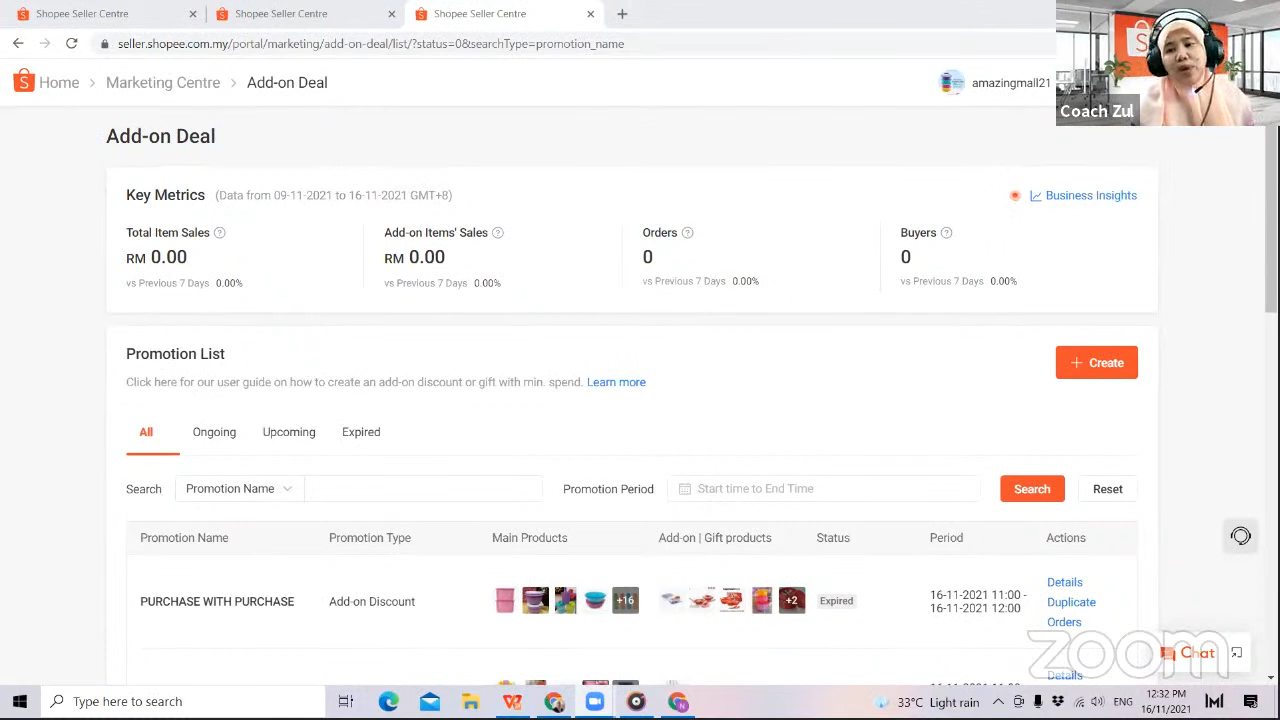 Shopee Seller Centre
Shopee Seller Centre
Shopee Seller Centre
seller.shopee.com.my/portal/marketing/add-on-deal/list/?status=0&searchType=promotion_name
Home > Marketing Centre > Add-on Deal
amazingmall21
Coach Zul
Add-on Deal
Key Metrics (Data from 09-11-2021 to 16-11-2021 GMT+8)
Business Insights
Total Item Sales
Add-on Items' Sales
Orders
Buyers
RM 0.00
RM 0.00
0
0
vs Previous 7 Days 0.00%
vs Previous 7 Days 0.00%
vs Previous 7 Days 0.00%
vs Previous 7 Days 0.00%
Promotion List
+ Create
Click here for our user guide on how to create an add-on discount or gift with min. spend. Learn more
All Ongoing Upcoming Expired
Search Promotion Name Promotion Period Start time to End Time Search Reset
Promotion Name Promotion Type Main Products Add-on | Gift products Status Period Actions
PURCHASE WITH PURCHASE Add-on Discount +16 +2 Expired
15-11-2021 11:00 -
16-11-2021 12:00
Details
Duplicate
Orders
Details
zoom
Chat
Type here to search
33°C Light rain
ENG
12:32 PM
16/11/2021